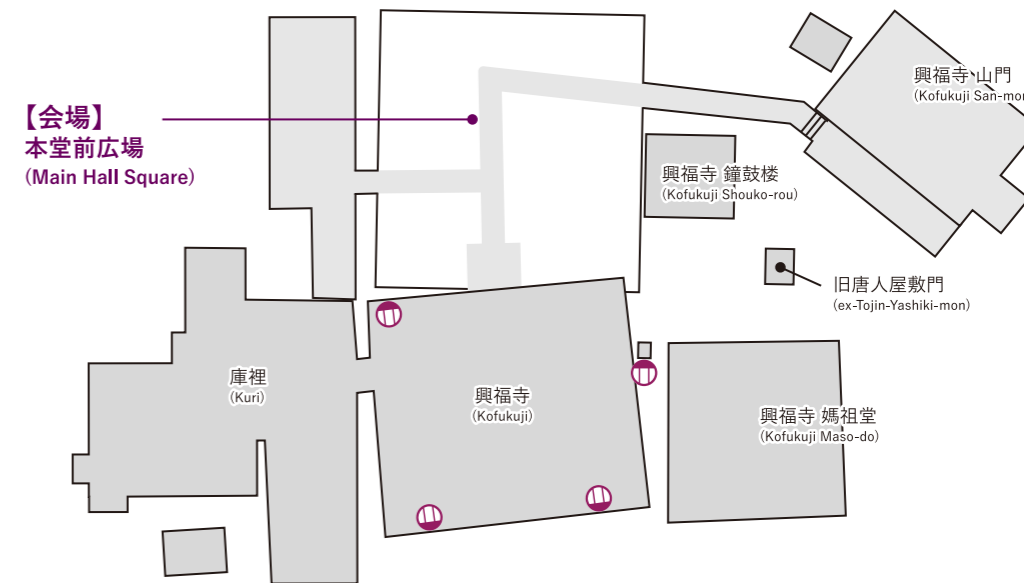 【会場】
本堂前広場
(Main Hall Square)
興福寺 山門
(Kofukuji San-mon
興福寺 鐘鼓楼
(Kofukuji Shouko-rou)
旧唐人屋敷門
(ex-Tojin-Yashiki-mon)
庫裡
(Kuri)
興福寺
(Kofukuji)
興福寺 媽祖堂
(Kofukuji Maso-do)